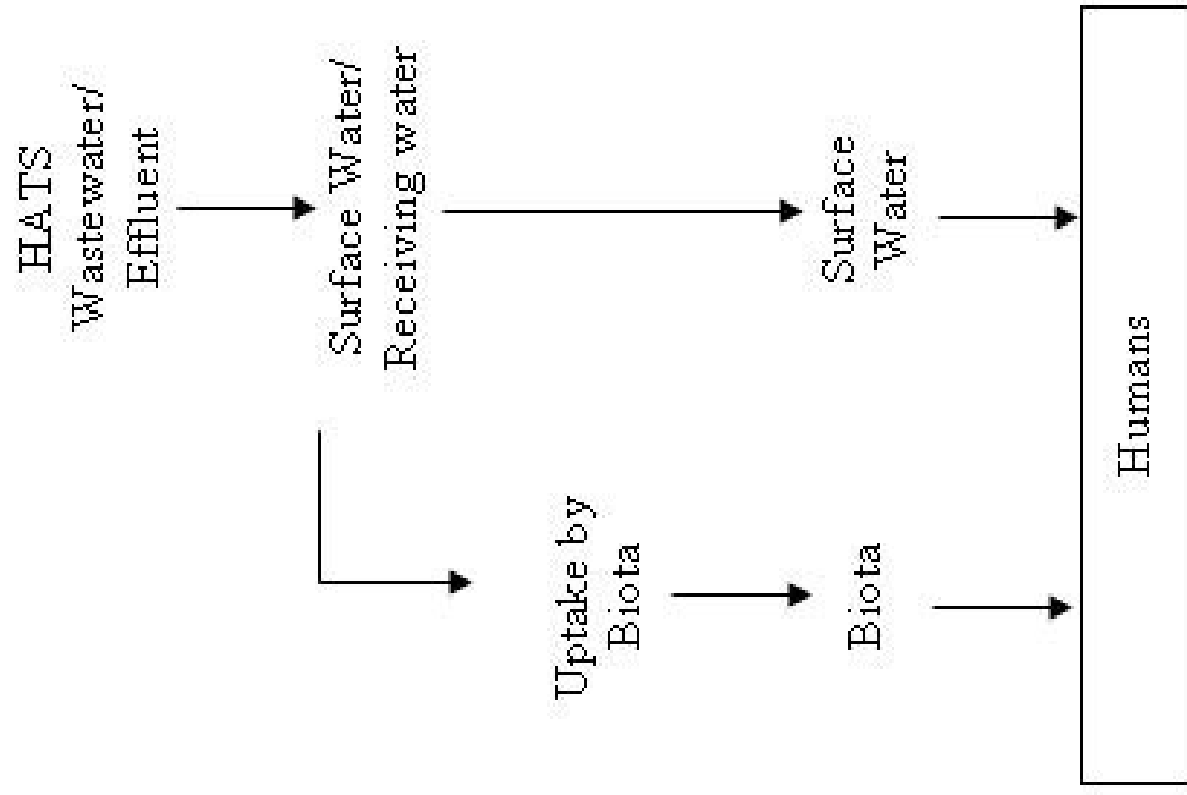 HATS
Wastewater/
Effluent
Surface Water/
Receiving water
Uptake by
Biota
Surface
Water
Biota
Humans